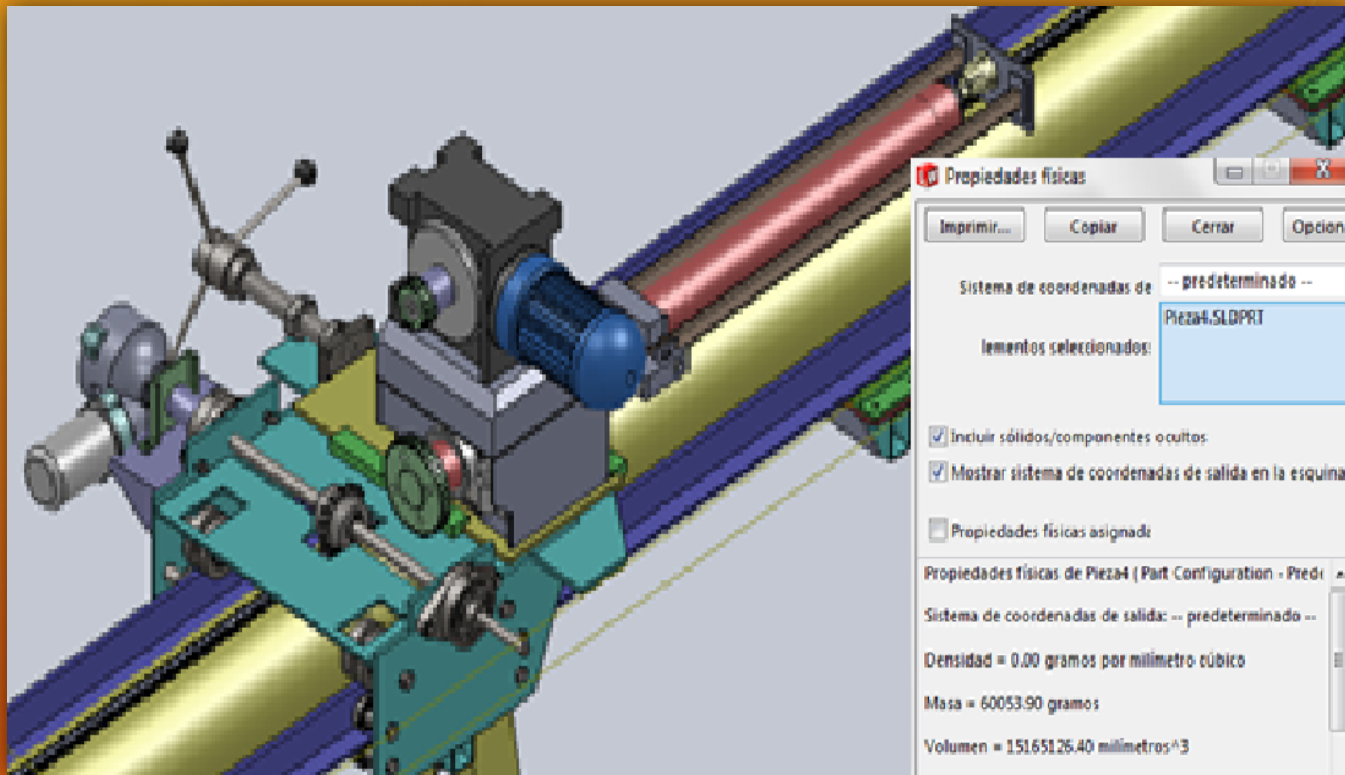 Propiedades físicas
Imprimir... Copiar Cerrar Opcion
Sistema de coordenadas de -- predeterminado --
Pieza4.SLDPRT
lementos seleccionados:
Incluir sólidos/componentes ocultos
Mostrar sistema de coordenadas de salida en la esquina
Propiedades físicas asignada
Propiedades físicas de Pieza4 ( Part Configuration - Prede
Sistema de coordenadas de salida: -- predeterminado --
Densidad = 0.00 gramos por milímetro cúbico
Masa = 60053.90 gramos
Volumen = 15165126.40 milímetros^3